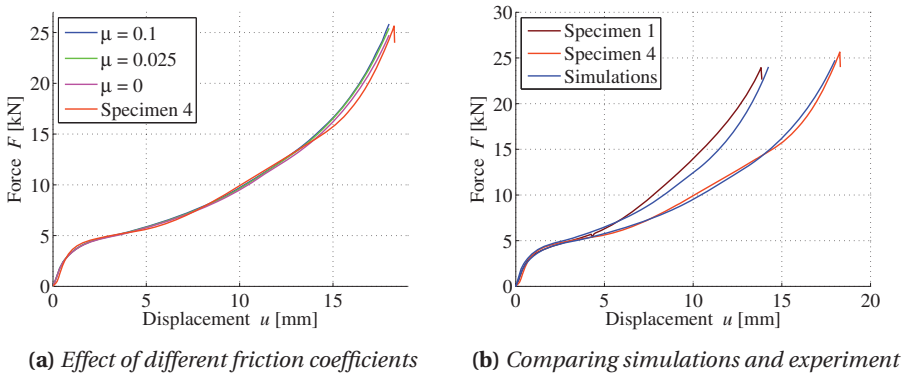 25
20
15
10
5
0
Force F [kN]
μ = 0.1
μ = 0.025
μ = 0
Specimen 4
0 5 10 15
Displacement u [mm]
(a) Effect of different friction coefficients
30
25
20
15
10
5
0
Force F [kN]
Specimen 1
Specimen 4
Simulations
0 5 10 15 20
Displacement u [mm]
(b) Comparing simulations and experiment